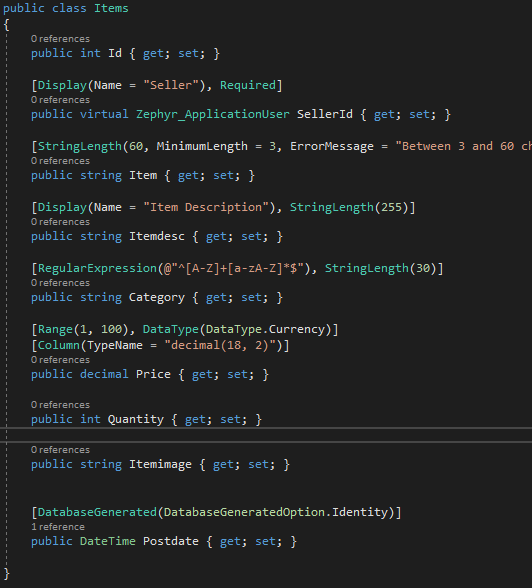 public class Items
{
0 references
public int Id { get; set; }
[Display(Name = "Seller"), Required]
0 references
public virtual Zephyr_ApplicationUser SellerId { get; set; }
[StringLength(60, MinimumLength = 3, ErrorMessage = "Between 3 and 60 ch
0 references
public string Item { get; set; }
[Display(Name = "Item Description"), StringLength(255)]
0 references
public string Itemdesc { get; set; }
[RegularExpression(@"^[A-Z]+[a-zA-Z]*$"), StringLength(30)]
0 references
public string Category { get; set; }
[Range(1, 100), DataType(DataType.Currency)]
[Column(TypeName = "decimal(18, 2)")]
0 references
public decimal Price { get; set; }
0 references
public int Quantity { get; set; }
0 references
public string Itemimage { get; set; }
[DatabaseGenerated(DatabaseGeneratedOption.Identity)]
1 reference
public DateTime Postdate { get; set; }
}